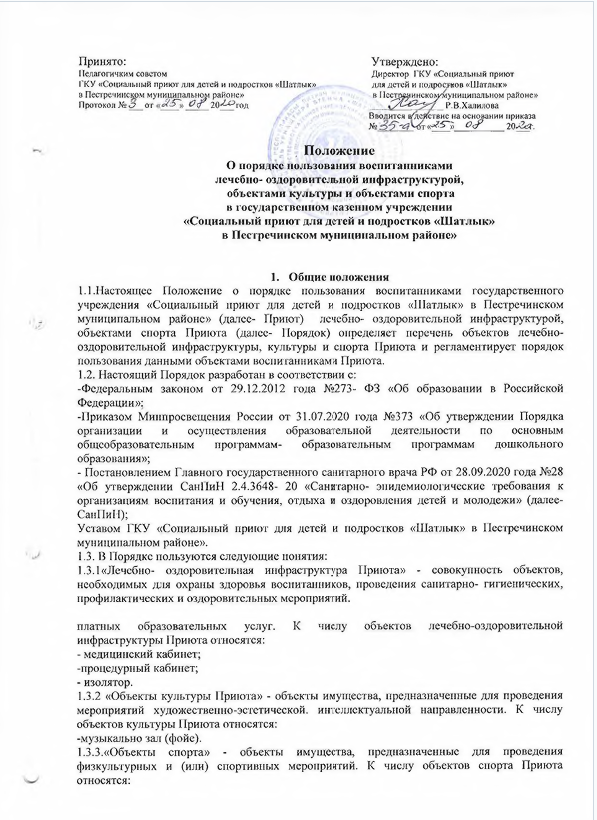 Принято:
Педагогичким советом
ГКУ «Социальный приют для детей и подростков «Шатлык»
в Пестречинском муниципальном районе»
Протокол № 3 от «25» 08 2020 год
Утверждено:
Директор ГКУ «Социальный приют
для детей и подростков «Шатлык»
в Пестречинском муниципальном районе»
Р.В.Халилова
Вводится в действие на основании приказа
№ 35-а от «25» 08 2020г.
Положение
О порядке пользования воспитанниками
лечебно- оздоровительной инфраструктурой,
объектами культуры и объектами спорта
в государственном казенном учреждении
«Социальный приют для детей и подростков «Шатлык»
в Пестречинском муниципальном районе»
1. Общие положения
1.1.Настоящее Положение о порядке пользования воспитанниками государственного
учреждения «Социальный приют для детей и подростков «Шатлык» в Пестречинском
муниципальном районе» (далее- Приют) лечебно- оздоровительной инфраструктурой,
объектами спорта Приюта (далее- Порядок) определяет перечень объектов лечебно-
оздоровительной инфраструктуры, культуры и спорта Приюта и регламентирует порядок
пользования данными объектами воспитанниками Приюта.
1.2. Настоящий Порядок разработан в соответствии с:
-Федеральным законом от 29.12.2012 года №273- ФЗ «Об образовании в Российской
Федерации»;
-Приказом Минпросвещения России от 31.07.2020 года №373 «Об утверждении Порядка
организации и осуществления образовательной деятельности по основным
общеобразовательным программам- образовательным программам дошкольного
образования»;
- Постановлением Главного государственного санитарного врача РФ от 28.09.2020 года №28
«Об утверждении СанПиН 2.4.3648- 20 «Санитарно- эпидемиологические требования к
организациям воспитания и обучения, отдыха и оздоровления детей и молодежи» (далее-
СанПиН);
Уставом ГКУ «Социальный приют для детей и подростков «Шатлык» в Пестречинском
муниципальном районе».
1.3. В Порядке пользуются следующие понятия:
1.3.1«Лечебно- оздоровительная инфраструктура Приюта» - совокупность объектов,
необходимых для охраны здоровья воспитанников, проведения санитарно- гигиенических,
профилактических и оздоровительных мероприятий.
платных образовательных услуг. К числу объектов лечебно-оздоровительной
инфраструктуры Приюта относятся:
- медицинский кабинет;
-процедурный кабинет;
- изолятор.
1.3.2 «Объекты культуры Приюта» - объекты имущества, предназначенные для проведения
мероприятий художественно-эстетической. интеллектуальной направленности. К числу
объектов культуры Приюта относятся:
-музыкально зал (фойе).
1.3.3.«Объекты спорта» - объекты имущества, предназначенные для проведения
физкультурных и (или) спортивных мероприятий. К числу объектов спорта Приюта
относятся: